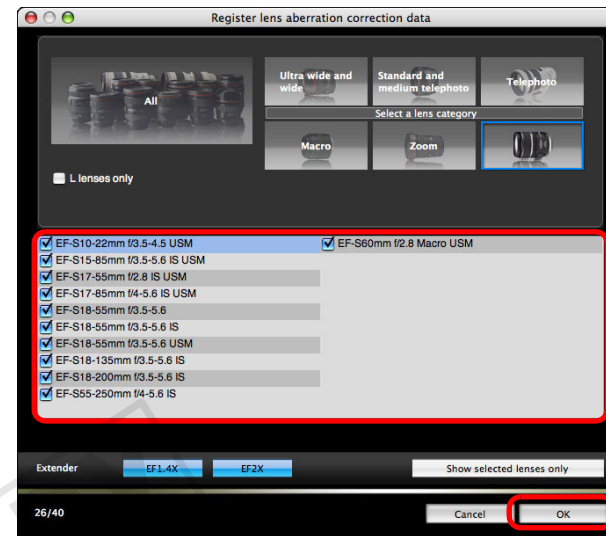 Register lens aberration correction data
All
Ultra wide and wide
Standard and medium telephoto
Telephoto
Select a lens category
Macro
Zoom
L lenses only
EF-S10-22mm f/3.5-4.5 USM
EF-S60mm f/2.8 Macro USM
EF-S15-85mm f/3.5-5.6 IS USM
EF-S17-55mm f/2.8 IS USM
EF-S17-85mm f/4-5.6 IS USM
EF-S18-55mm f/3.5-5.6
EF-S18-55mm f/3.5-5.6 IS
EF-S18-55mm f/3.5-5.6 USM
EF-S18-135mm f/3.5-5.6 IS
EF-S18-200mm f/3.5-5.6 IS
EF-S55-250mm f/4-5.6 IS
Extender
EF1.4X
EF2X
Show selected lenses only
26/40
Cancel
OK